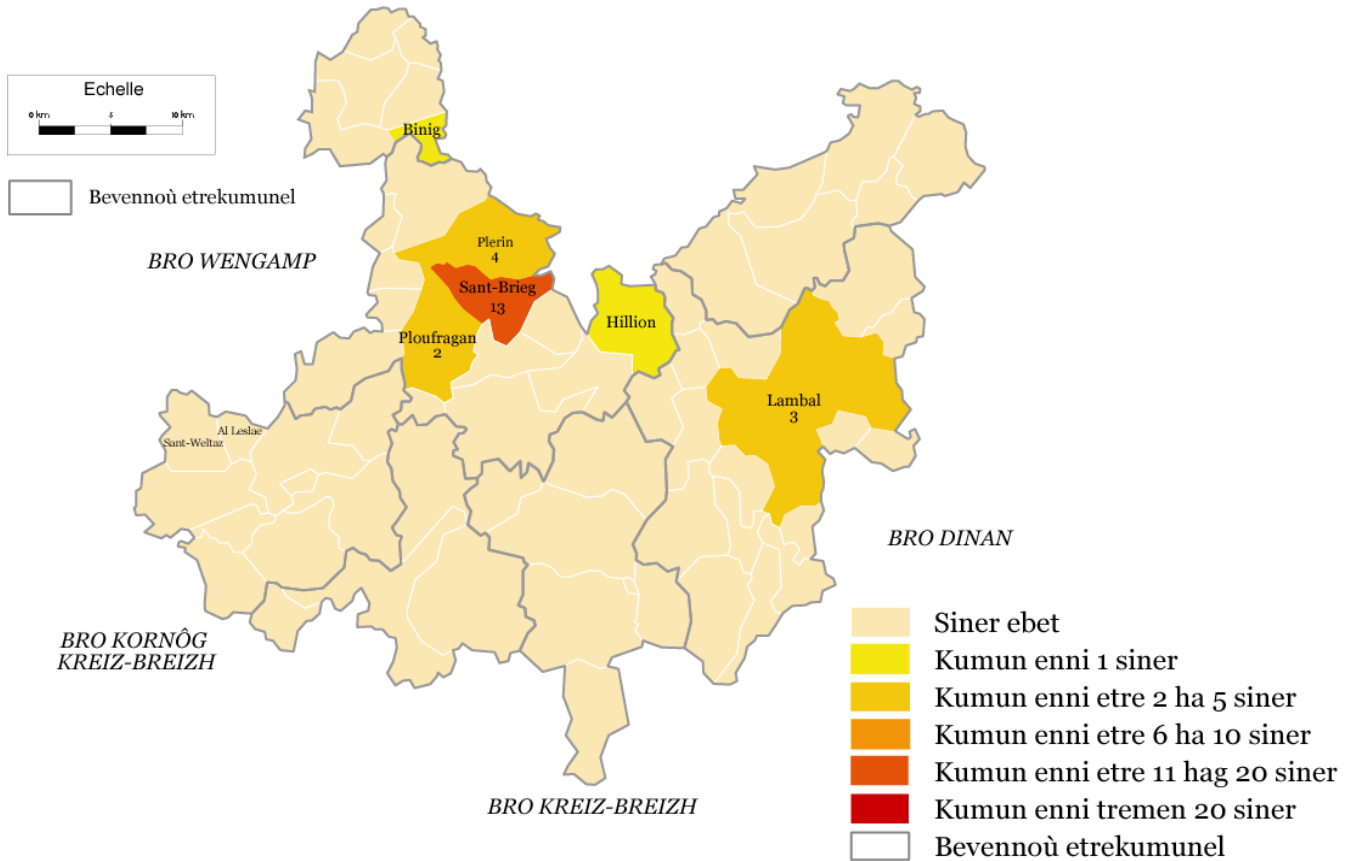 Echelle
0 km 5 10 km
Bevennoù etrekumunel
BRO WENGAMP
Binig
Plerin
4
Sant-Brieg
13
Hillion
Ploufragan
2
Lambal
3
Al Leslae
Sant-Weltaz
BRO DINAN
BRO KORNÔG
KREIZ-BREIZH
BRO KREIZ-BREIZH
Siner ebet
Kumun enni 1 siner
Kumun enni etre 2 ha 5 siner
Kumun enni etre 6 ha 10 siner
Kumun enni etre 11 hag 20 siner
Kumun enni tremen 20 siner
Bevennoù etrekumunel